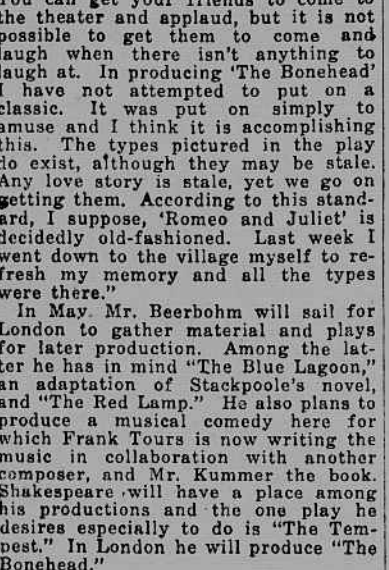 You can get your friends to come to
the theater and applaud, but it is not
possible to get them to come and
laugh when there isn't anything to
laugh at. In producing 'The Bonehead'
I have not attempted to put on a
classic. It was put on simply to
amuse and I think it is accomplishing
this. The types pictured in the play
do exist, although they may be stale.
Any love story is stale, yet we go on
getting them. According to this stand-
ard, I suppose, 'Romeo and Juliet' is
decidedly old-fashioned. Last week I
went down to the village myself to re-
fresh my memory and all the types
were there."
In May Mr. Beerbohm will sail for
London to gather material and plays
for later production. Among the lat-
ter he has in mind "The Blue Lagoon,"
an adaptation of Stackpoole's novel,
and "The Red Lamp." He also plans to
produce a musical comedy here for
which Frank Tours is now writing the
music in collaboration with another
composer, and Mr. Kummer the book.
Shakespeare will have a place among
his productions and the one play he
desires especially to do is "The Tem-
pest." In London he will produce "The
Bonehead."